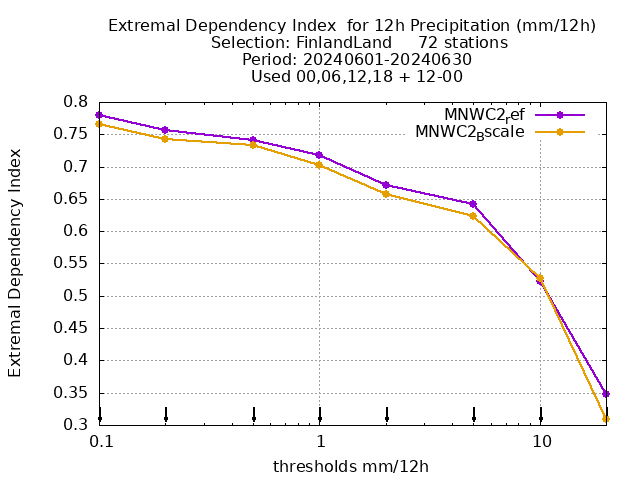 Extremal Dependency Index  for 12h Precipitation (mm/12h)
Selection: FinlandLand     72 stations
Period: 20240601-20240630
Used 00,06,12,18 + 12-00
MNWC2ref
MNWC2Bscale
0.8
0.75
0.7
0.65
0.6
0.55
0.5
0.45
0.4
0.35
0.3
Extremal Dependency Index
0.1 1 10
thresholds mm/12h